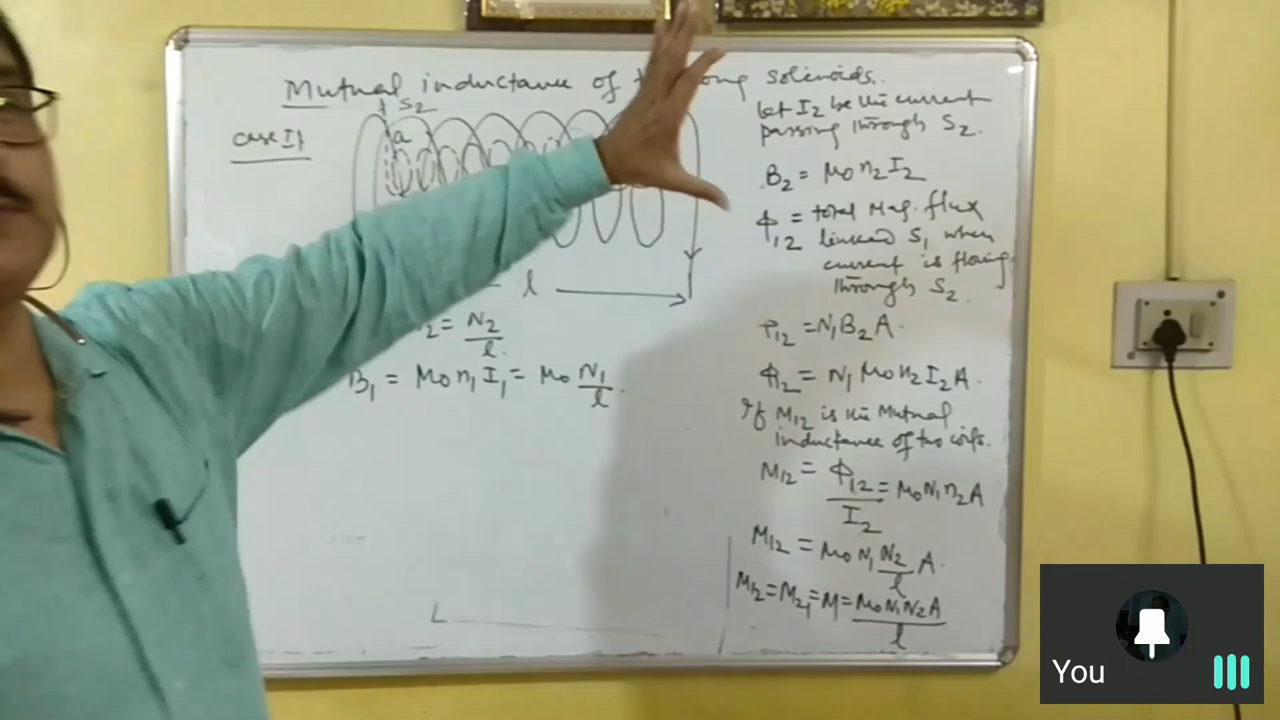 Mutual inductance of t ong solenoids.
case II
S2
a
l
2 = N2/l.
B1 = μ0 n1 I1 = μ0 N1/l.
let I2 be the current
passing through S2.
B2 = μ0 n2 I2
ϕ12 = total Mag. flux
linked S1 when
current is flowing
through S2.
ϕ12 = N1 B2 A.
ϕ12 = N1 μ0 n2 I2 A.
If M12 is the Mutual
inductance of two coils.
M12 = ϕ12/I2 = μ0 N1 n2 A
M12 = μ0 N1 N2/l A.
M12 = M21 = M = μ0 N1 N2 A/l
You